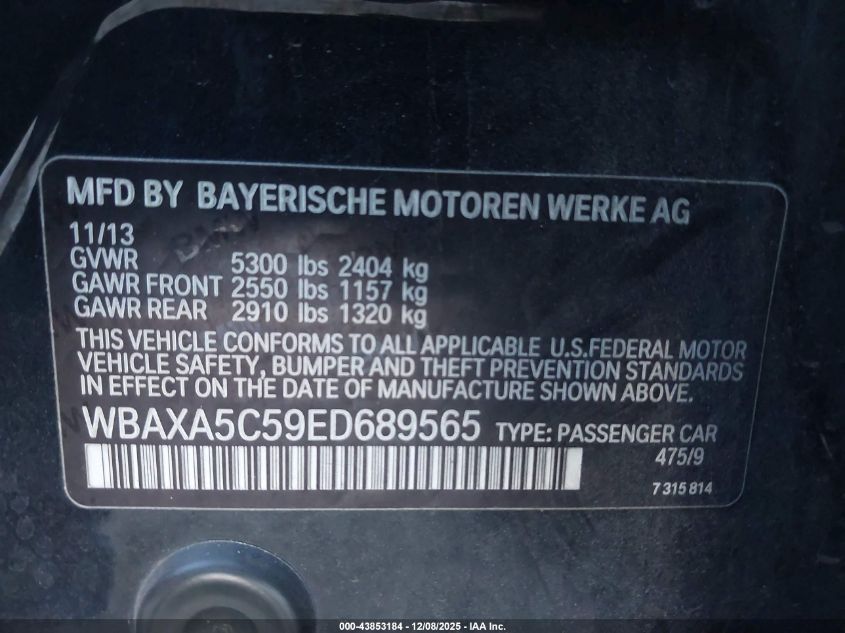 MFD BY BAYERISCHE MOTOREN WERKE AG
11/13
GVWR 5300 lbs 2404 kg
GAWR FRONT 2550 lbs 1157 kg
GAWR REAR 2910 lbs 1320 kg
THIS VEHICLE CONFORMS TO ALL APPLICABLE U.S.FEDERAL MOTOR
VEHICLE SAFETY, BUMPER AND THEFT PREVENTION STANDARDS
IN EFFECT ON THE DATE OF MANUFACTURE SHOWN ABOVE.
WBAXA5C59ED689565 TYPE: PASSENGER CAR
475/9
7 315 814
000-43853184 - 12/08/2025 - IAA Inc.